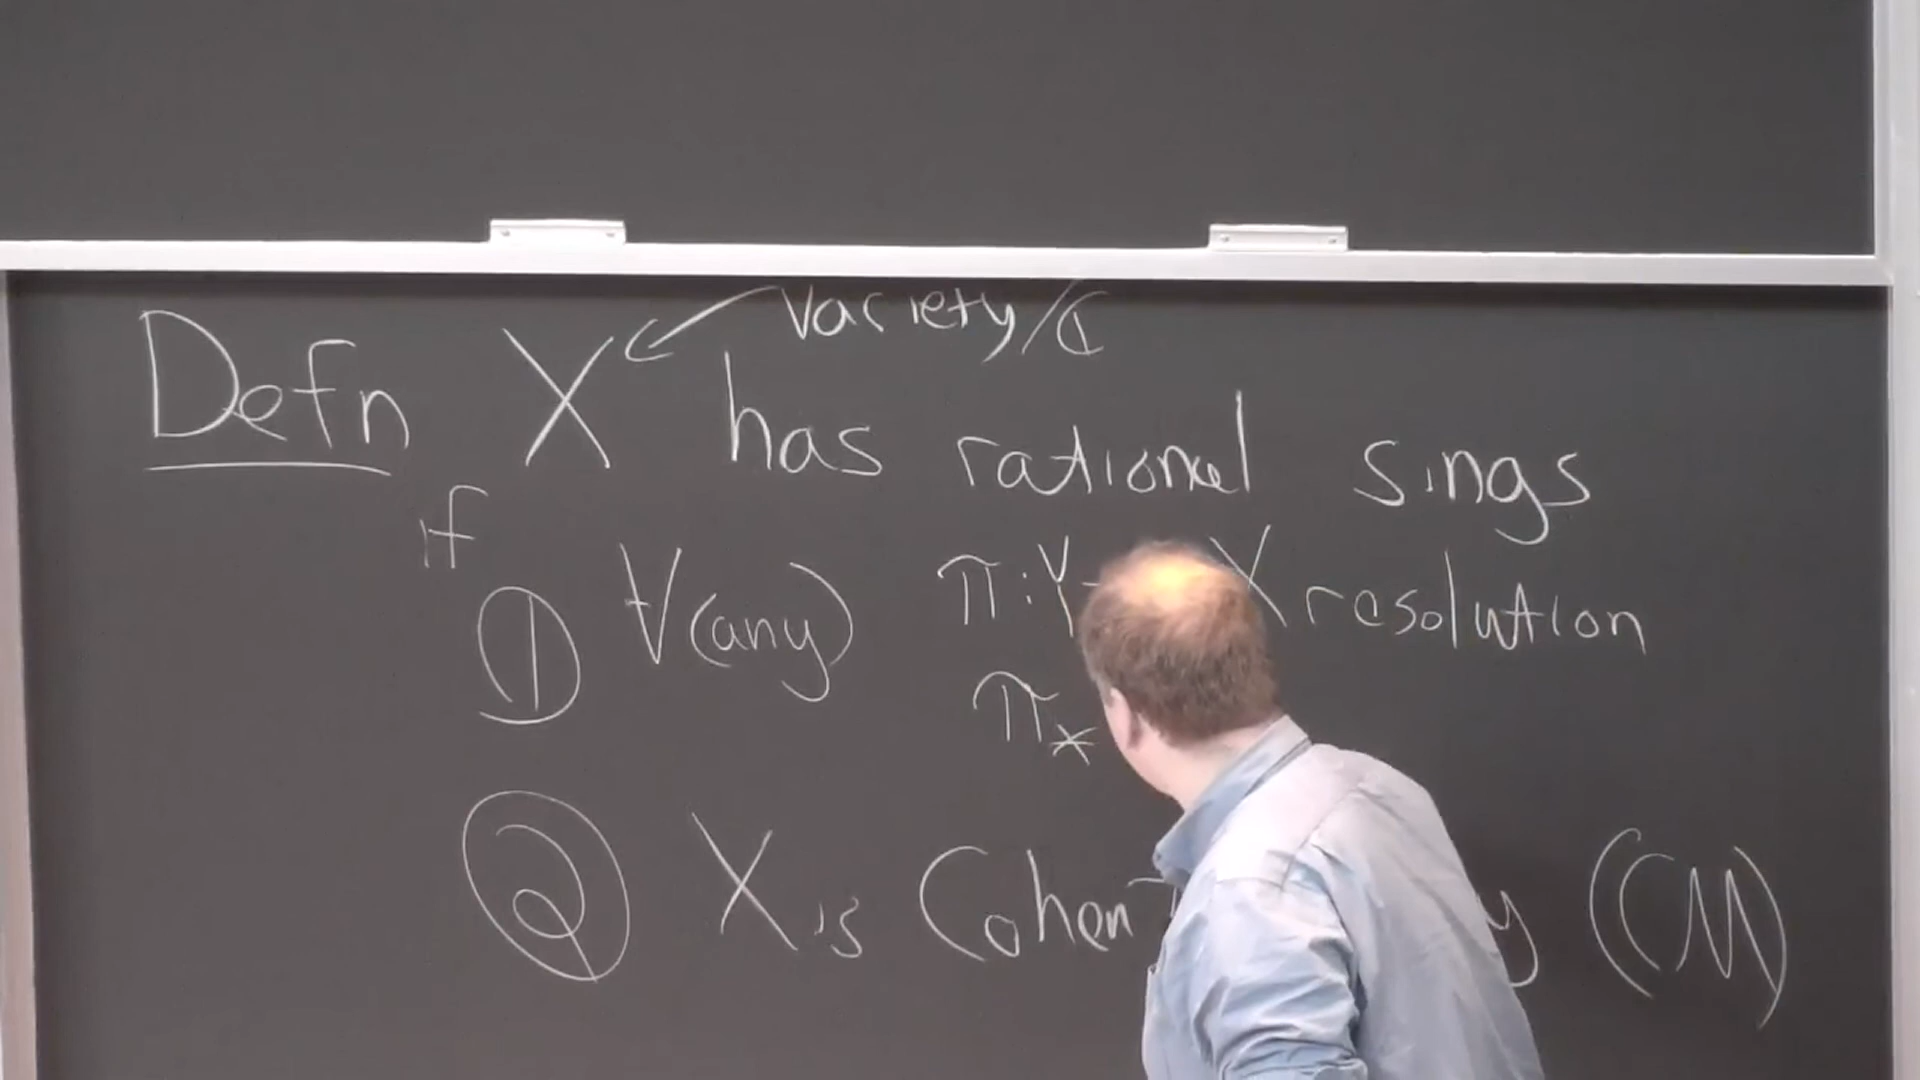 variety/ℂ
Defn X has rational sings
if
① ∀(any) π:Y X resolution
π*
② X is Cohen (CM)